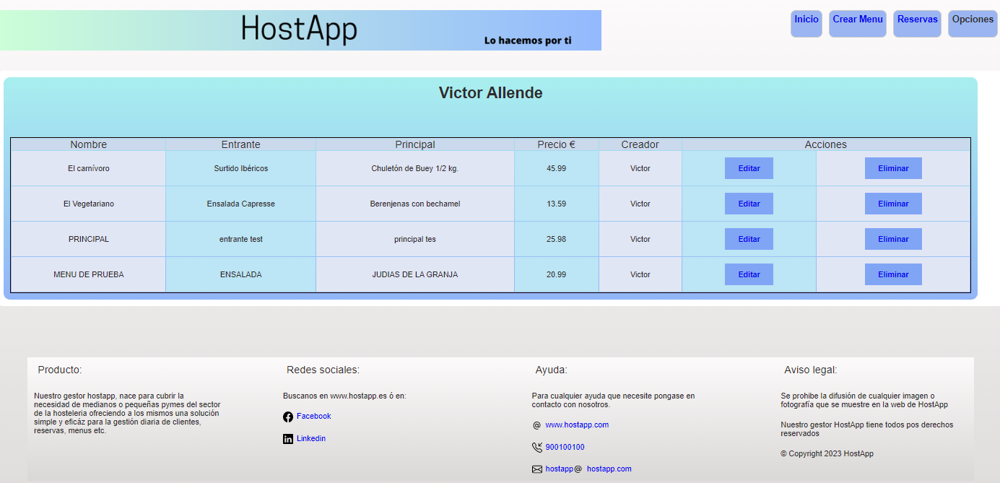 HostApp
Lo hacemos por ti
Inicio Crear Menu Reservas Opciones
Victor Allende
Nombre Entrante Principal Precio € Creador Acciones
El carnívoro Surtido Ibéricos Chuletón de Buey 1/2 kg. 45.99 Victor Editar Eliminar
El Vegetariano Ensalada Capresse Berenjenas con bechamel 13.59 Victor Editar Eliminar
PRINCIPAL entrante test principal tes 25.98 Victor Editar Eliminar
MENU DE PRUEBA ENSALADA JUDIAS DE LA GRANJA 20.99 Victor Editar Eliminar
Producto:
Nuestro gestor hostapp, nace para cubrir la
necesidad de medianos o pequeñas pymes del sector
de la hosteleria ofreciendo a los mismos una solución
simple y eficáz para la gestión diaria de clientes,
reservas, menus etc.
Redes sociales:
Buscanos en www.hostapp.es ó en:
Facebook
Linkedin
Ayuda:
Para cualquier ayuda que necesite pongase en
contacto con nosotros.
@ www.hostapp.com
900100100
hostapp@ hostapp.com
Aviso legal:
Se prohibe la difusión de cualquier imagen o
fotografía que se muestre en la web de HostApp
Nuestro gestor HostApp tiene todos pos derechos
reservados
© Copyright 2023 HostApp